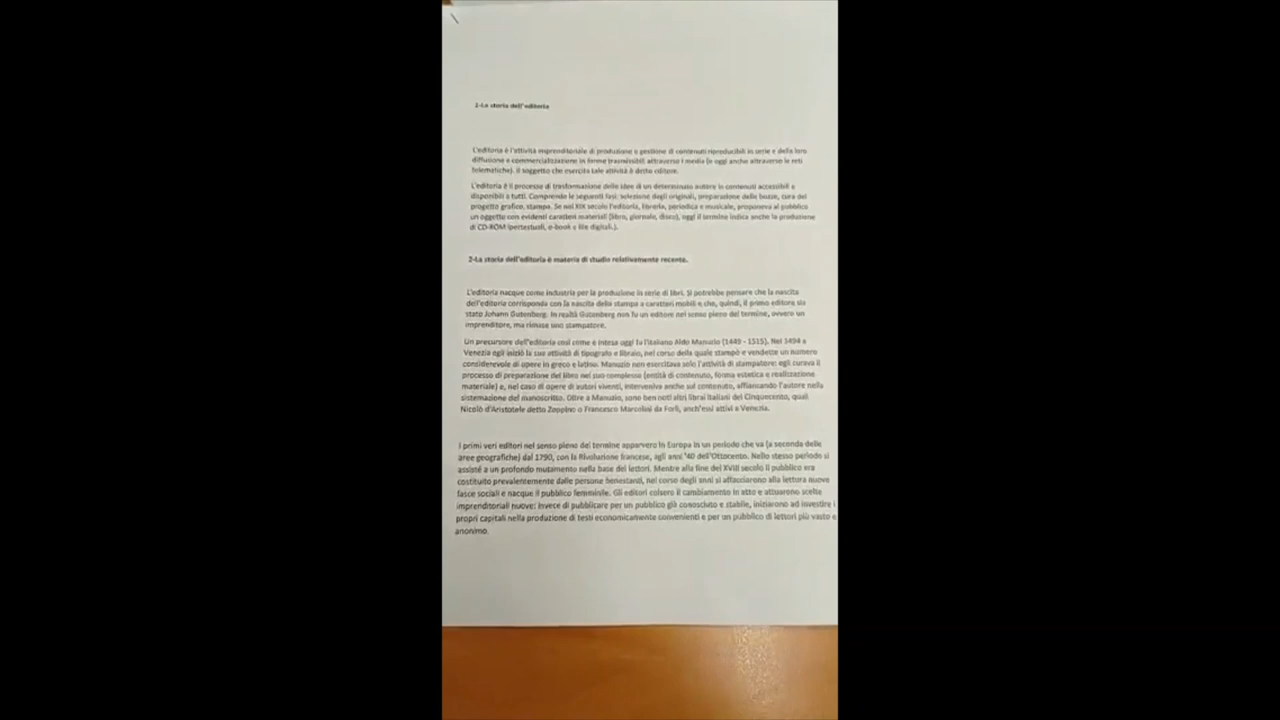 1-La storia dell'editoria
L'editoria è l'attività imprenditoriale di produzione e gestione di contenuti riproducibili in serie e della loro
diffusione e commercializzazione in forme trasmissibili attraverso i media (e oggi anche attraverso le reti
telematiche). Il soggetto che esercita tale attività è detto editore.
L'editoria è il processo di trasformazione delle idee di un determinato autore in contenuti accessibili e
disponibili a tutti. Comprende le seguenti fasi: selezione degli originali, preparazione delle bozze, cura del
progetto grafico, stampa. Se nel XIX secolo l'editoria, libraria, periodica e musicale, proponeva al pubblico
un oggetto con evidenti caratteri materiali (libro, giornale, disco), oggi il termine indica anche la produzione
di CD-ROM ipertestuali, e-book e file digitali.).
2-La storia dell'editoria è materia di studio relativamente recente.
L'editoria nacque come industria per la produzione in serie di libri. Si potrebbe pensare che la nascita
dell'editoria corrisponda con la nascita della stampa a caratteri mobili e che, quindi, il primo editore sia
stato Johann Gutenberg. In realtà Gutenberg non fu un editore nel senso pieno del termine, ovvero un
imprenditore, ma rimase uno stampatore.
Un precursore dell'editoria così come è intesa oggi fu l'italiano Aldo Manuzio (1449 - 1515). Nel 1494 a
Venezia egli iniziò la sua attività di tipografo e libraio, nel corso della quale stampò e vendette un numero
considerevole di opere in greco e latino. Manuzio non esercitava solo l'attività di stampatore: egli curava il
processo di preparazione del libro nel suo complesso (entità di contenuto, forma estetica e realizzazione
materiale) e, nel caso di opere di autori viventi, interveniva anche sul contenuto, affiancando l'autore nella
sistemazione del manoscritto. Oltre a Manuzio, sono ben noti altri librai italiani del Cinquecento, quali
Nicolò d'Aristotele detto Zoppino o Francesco Marcolini da Forlì, anch'essi attivi a Venezia.
I primi veri editori nel senso pieno del termine apparvero in Europa in un periodo che va (a seconda delle
aree geografiche) dal 1790, con la Rivoluzione francese, agli anni '40 dell'Ottocento. Nello stesso periodo si
assisté a un profondo mutamento nella base dei lettori. Mentre alla fine del XVIII secolo il pubblico era
costituito prevalentemente dalle persone benestanti, nel corso degli anni si affacciarono alla lettura nuove
fasce sociali e nacque il pubblico femminile. Gli editori colsero il cambiamento in atto e attuarono scelte
imprenditoriali nuove: invece di pubblicare per un pubblico già conosciuto e stabile, iniziarono ad investire i
propri capitali nella produzione di testi economicamente convenienti e per un pubblico di lettori più vasto e
anonimo.